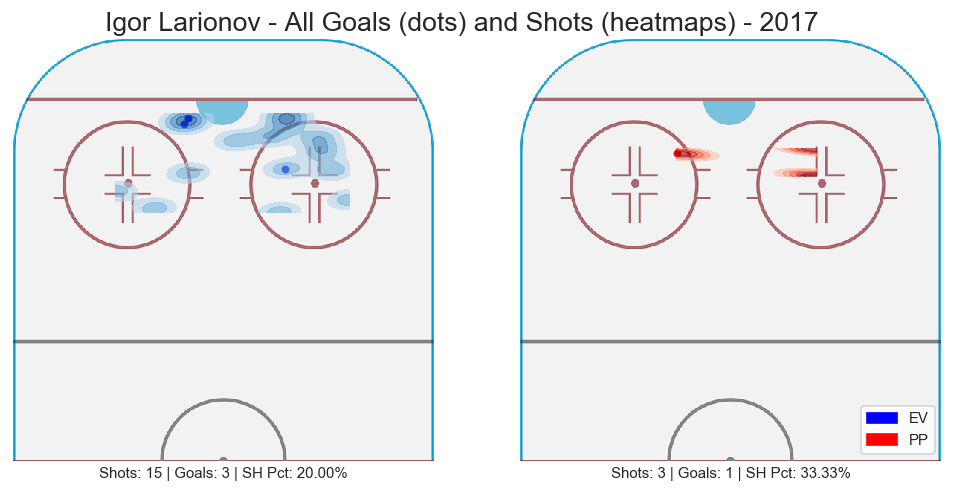 Igor Larionov - All Goals (dots) and Shots (heatmaps) - 2017
EV
PP
Shots: 15 | Goals: 3 | SH Pct: 20.00%
Shots: 3 | Goals: 1 | SH Pct: 33.33%